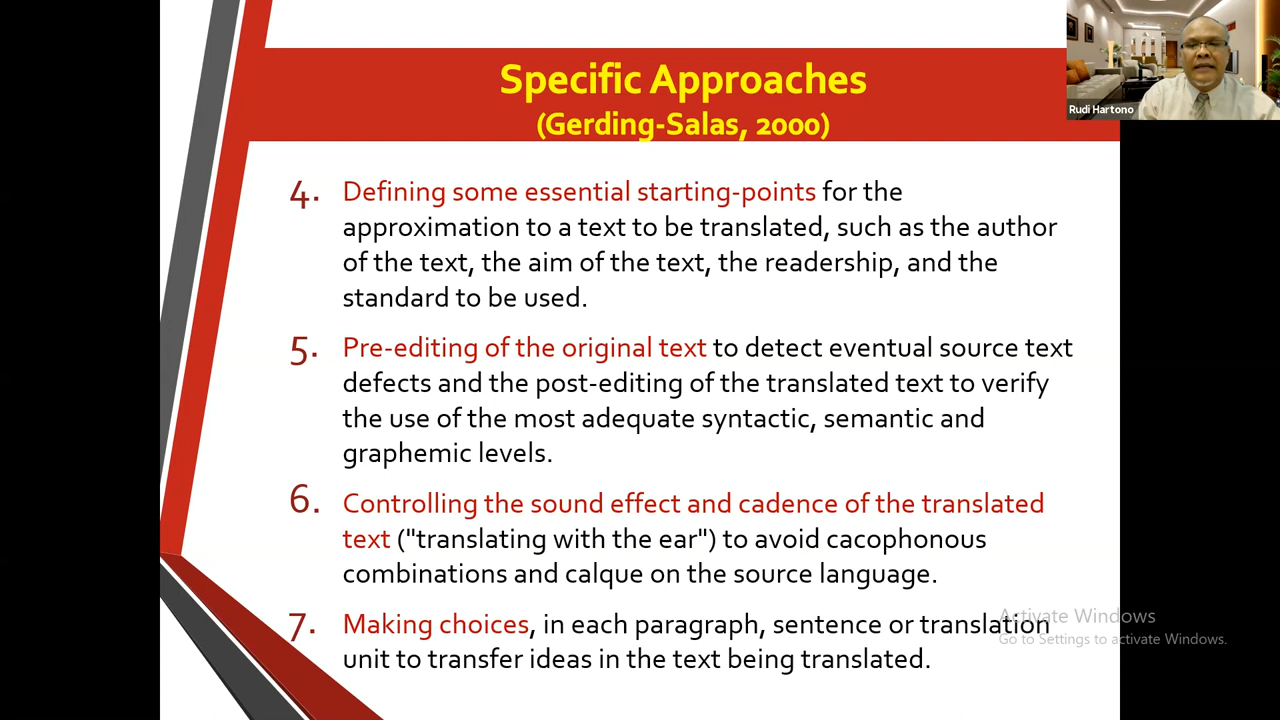 Specific Approaches
(Gerding-Salas, 2000)
Rudi Hartono
4. Defining some essential starting-points for the
approximation to a text to be translated, such as the author
of the text, the aim of the text, the readership, and the
standard to be used.
5. Pre-editing of the original text to detect eventual source text
defects and the post-editing of the translated text to verify
the use of the most adequate syntactic, semantic and
graphemic levels.
6. Controlling the sound effect and cadence of the translated
text ("translating with the ear") to avoid cacophonous
combinations and calque on the source language.
7. Making choices, in each paragraph, sentence or translation
unit to transfer ideas in the text being translated.
Activate Windows
Go to Settings to activate Windows.